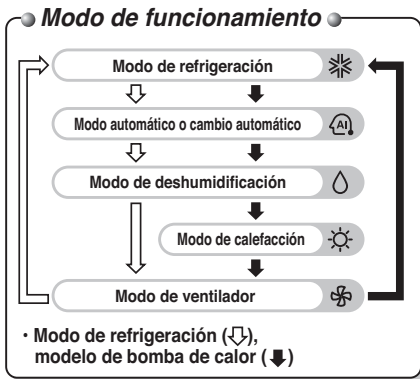 Modo de funcionamiento
Modo de refrigeración
Modo automático o cambio automático
AI
Modo de deshumidificación
Modo de calefacción
Modo de ventilador
· Modo de refrigeración (⇩),
modelo de bomba de calor (⬇)